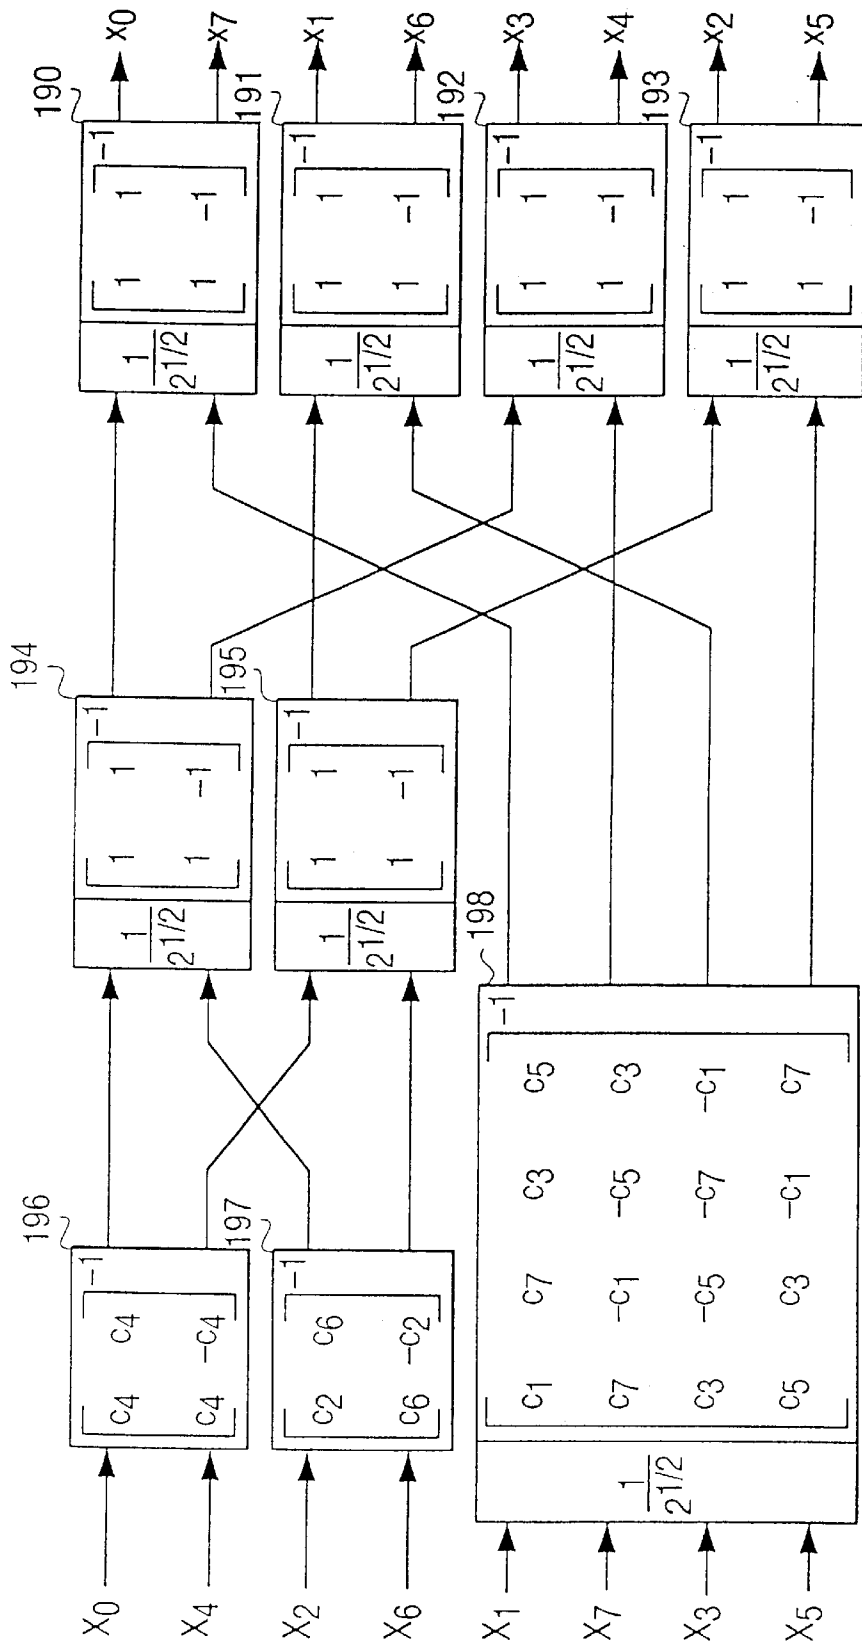 X0
X4
196
c4 c4
c4 -c4
-1
X2
X6
197
c2 c6
c6 -c2
-1
X1
X7
X3
X5
198
1
2^1/2
c1 c7 c3 c5
c7 -c1 -c5 c3
c3 -c5 -c7 -c1
c5 c3 -c1 c7
-1
194
1
2^1/2
1 1
1 -1
-1
195
1
2^1/2
1 1
1 -1
-1
190
1
2^1/2
1 1
1 -1
-1
x0
x7
191
1
2^1/2
1 1
1 -1
-1
x1
x6
192
1
2^1/2
1 1
1 -1
-1
x3
x4
193
1
2^1/2
1 1
1 -1
-1
x2
x5